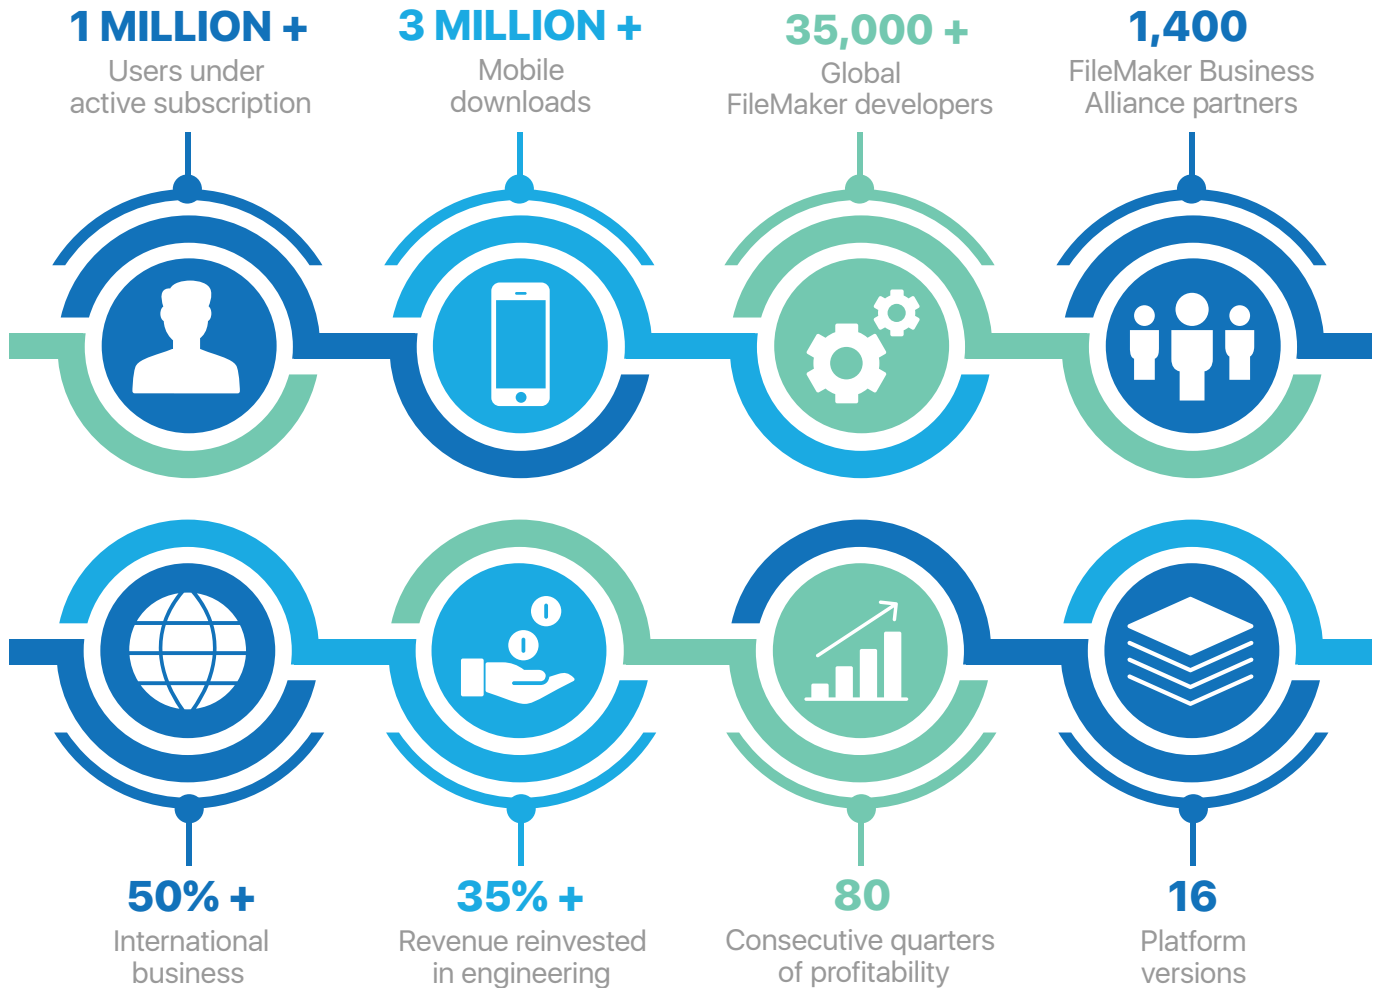 1 MILLION +
Users under
active subscription
3 MILLION +
Mobile
downloads
35,000 +
Global
FileMaker developers
1,400
FileMaker Business
Alliance partners
50% +
International
business
35% +
Revenue reinvested
in engineering
80
Consecutive quarters
of profitability
16
Platform
versions